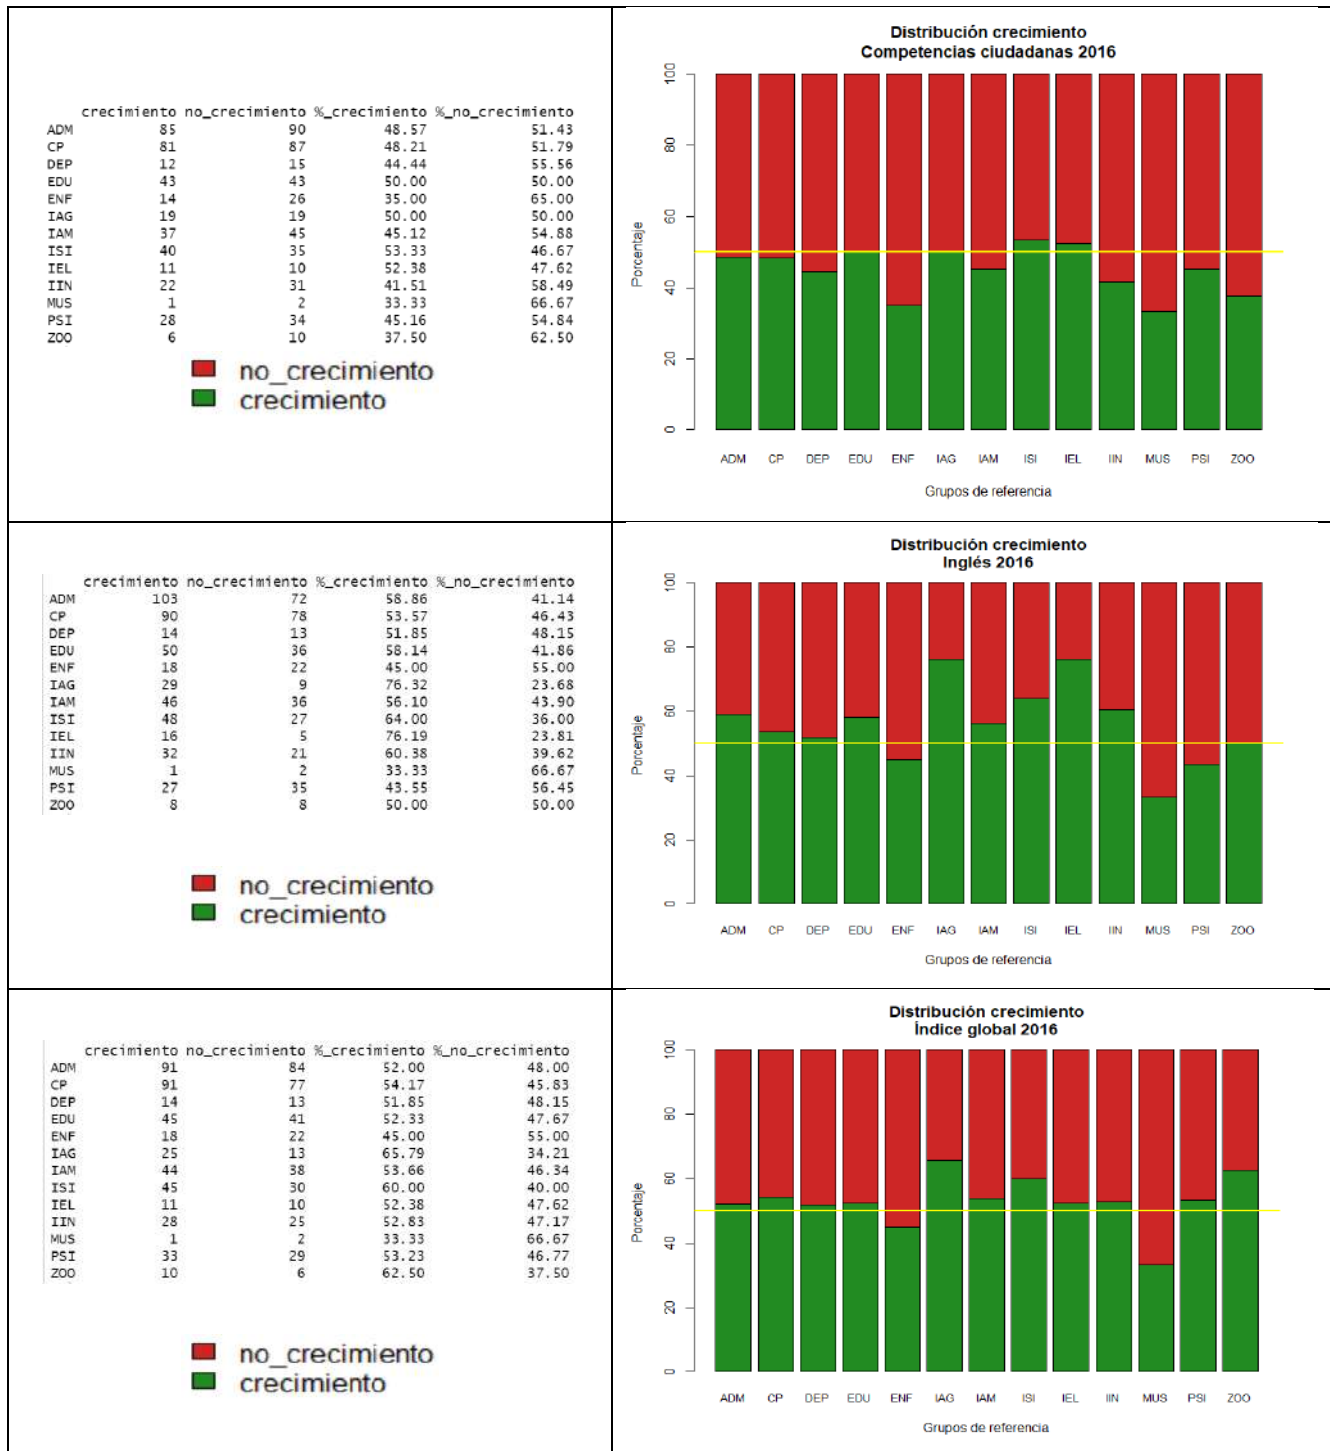 crecimiento no_crecimiento %_crecimiento %_no_crecimiento
ADM 85 90 48.57 51.43
CP 81 87 48.21 51.79
DEP 12 15 44.44 55.56
EDU 43 43 50.00 50.00
ENF 14 26 35.00 65.00
IAG 19 19 50.00 50.00
IAM 37 45 45.12 54.88
ISI 40 35 53.33 46.67
IEL 11 10 52.38 47.62
IIN 22 31 41.51 58.49
MUS 1 2 33.33 66.67
PSI 28 34 45.16 54.84
ZOO 6 10 37.50 62.50
no_crecimiento
crecimiento
Distribución crecimiento
Competencias ciudadanas 2016
Porcentaje
100
80
60
40
20
0
ADM CP DEP EDU ENF IAG IAM ISI IEL IIN MUS PSI ZOO
Grupos de referencia
crecimiento no_crecimiento %_crecimiento %_no_crecimiento
ADM 103 72 58.86 41.14
CP 90 78 53.57 46.43
DEP 14 13 51.85 48.15
EDU 50 36 58.14 41.86
ENF 18 22 45.00 55.00
IAG 29 9 76.32 23.68
IAM 46 36 56.10 43.90
ISI 48 27 64.00 36.00
IEL 16 5 76.19 23.81
IIN 32 21 60.38 39.62
MUS 1 2 33.33 66.67
PSI 27 35 43.55 56.45
ZOO 8 8 50.00 50.00
no_crecimiento
crecimiento
Distribución crecimiento
Inglés 2016
Porcentaje
100
80
60
40
20
0
ADM CP DEP EDU ENF IAG IAM ISI IEL IIN MUS PSI ZOO
Grupos de referencia
crecimiento no_crecimiento %_crecimiento %_no_crecimiento
ADM 91 84 52.00 48.00
CP 91 77 54.17 45.83
DEP 14 13 51.85 48.15
EDU 45 41 52.33 47.67
ENF 18 22 45.00 55.00
IAG 25 13 65.79 34.21
IAM 44 38 53.66 46.34
ISI 45 30 60.00 40.00
IEL 11 10 52.38 47.62
IIN 28 25 52.83 47.17
MUS 1 2 33.33 66.67
PSI 33 29 53.23 46.77
ZOO 10 6 62.50 37.50
no_crecimiento
crecimiento
Distribución crecimiento
Índice global 2016
Porcentaje
100
80
60
40
20
0
ADM CP DEP EDU ENF IAG IAM ISI IEL IIN MUS PSI ZOO
Grupos de referencia